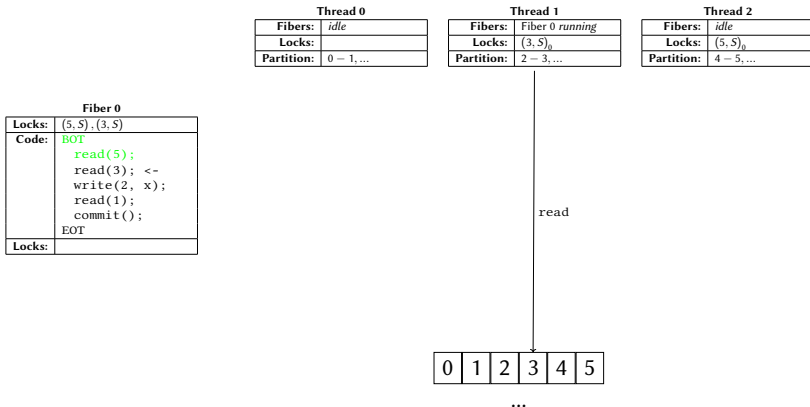 Thread 0
Fibers: idle
Locks:
Partition: 0 − 1, ...
Thread 1
Fibers: Fiber 0 running
Locks: (3, S)₀
Partition: 2 − 3, ...
Thread 2
Fibers: idle
Locks: (5, S)₀
Partition: 4 − 5, ...
Fiber 0
Locks: (5, S) , (3, S)
Code: BOT
read(5);
read(3); <-
write(2, x);
read(1);
commit();
EOT
Locks:
read
0 1 2 3 4 5
...